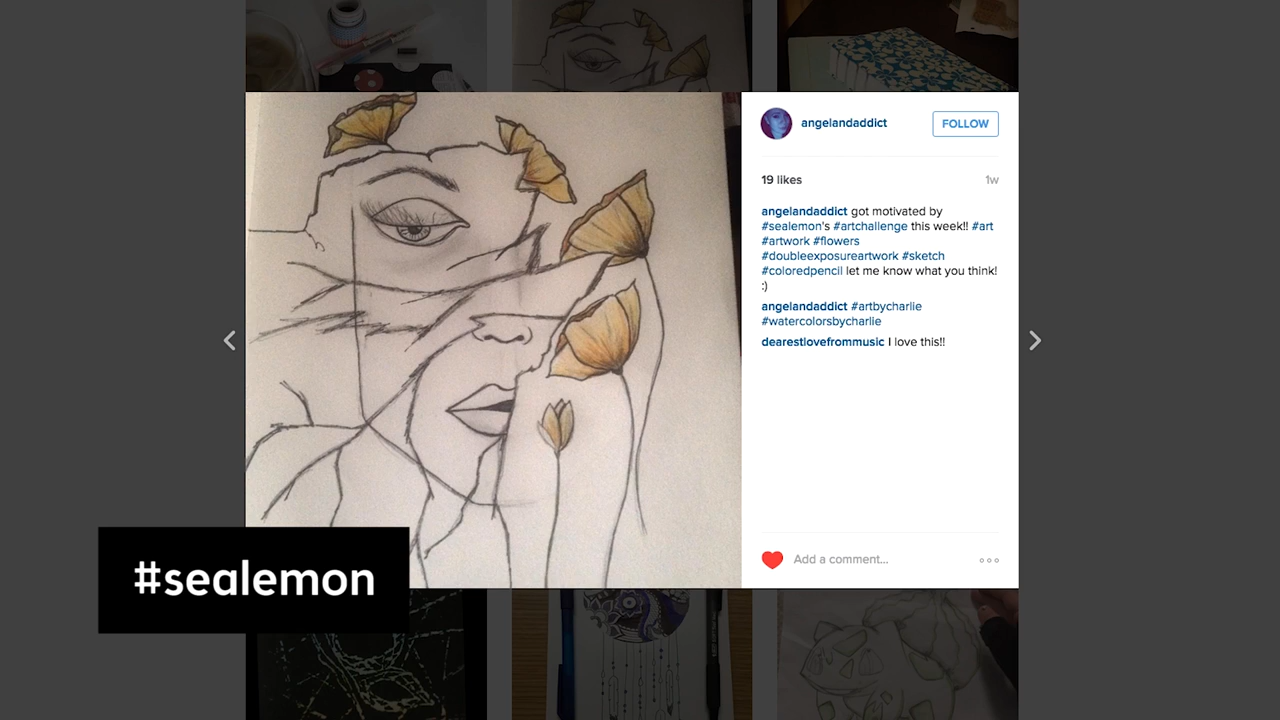 angelandaddict
FOLLOW
19 likes
1w
angelandaddict got motivated by
#sealemon's #artchallenge this week!! #art
#artwork #flowers
#doubleexposureartwork #sketch
#coloredpencil let me know what you think!
:)
angelandaddict #artbycharlie
#watercolorsbycharlie
dearestlovefrommusic I love this!!
Add a comment...
#sealemon